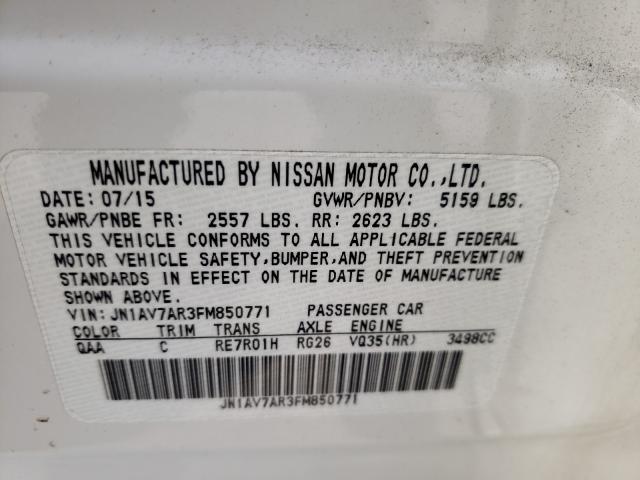 MANUFACTURED BY NISSAN MOTOR CO.,LTD.
DATE: 07/15 GVWR/PNBV: 5159 LBS.
GAWR/PNBE FR: 2557 LBS. RR: 2623 LBS.
THIS VEHICLE CONFORMS TO ALL APPLICABLE FEDERAL
MOTOR VEHICLE SAFETY, BUMPER, AND THEFT PREVENTION
STANDARDS IN EFFECT ON THE DATE OF MANUFACTURE
SHOWN ABOVE.
VIN: JN1AV7AR3FM850771 PASSENGER CAR
COLOR TRIM TRANS AXLE ENGINE
QAA C RE7R01H RG26 VQ35(HR) 3498CC
JN1AV7AR3FM850771